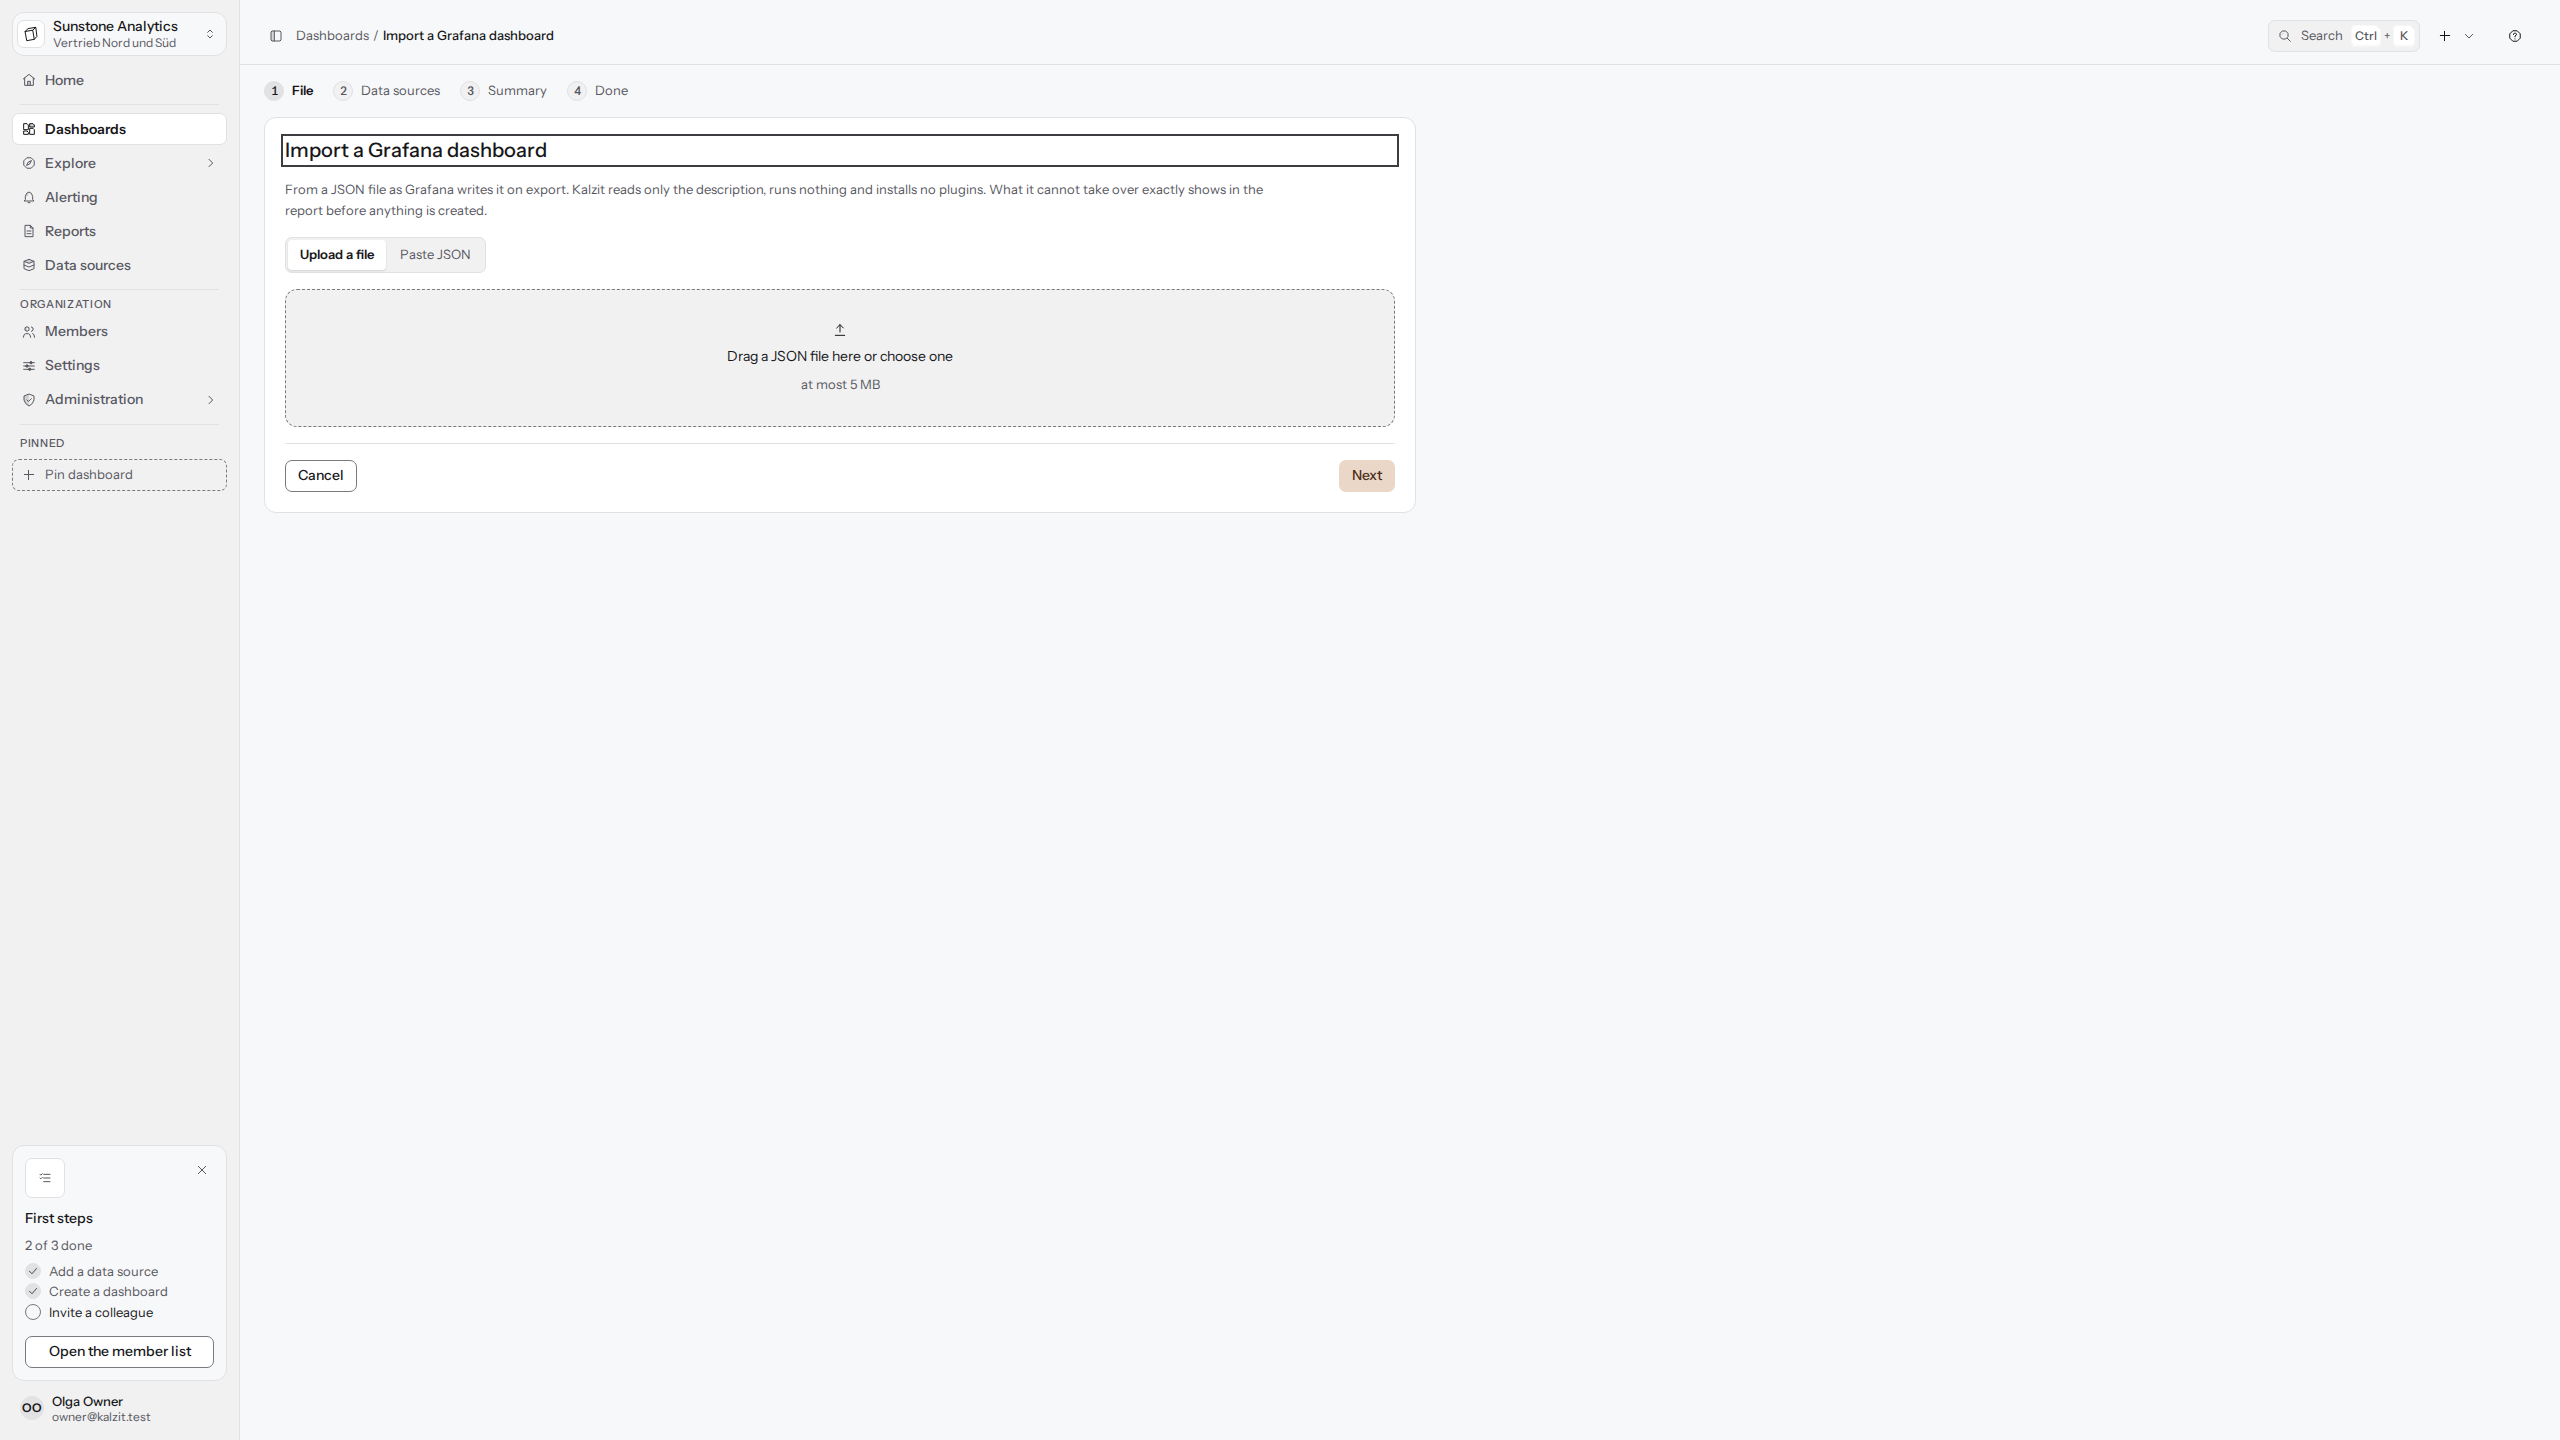 Sunstone Analytics
Vertrieb Nord und Süd
Home
Dashboards
Explore
Alerting
Reports
Data sources
ORGANIZATION
Members
Settings
Administration
PINNED
Pin dashboard
First steps
2 of 3 done
Add a data source
Create a dashboard
Invite a colleague
Open the member list
OO
Olga Owner
owner@kalzit.test
Dashboards / Import a Grafana dashboard
Search Ctrl + K
1 File 2 Data sources 3 Summary 4 Done
Import a Grafana dashboard
From a JSON file as Grafana writes it on export. Kalzit reads only the description, runs nothing and installs no plugins. What it cannot take over exactly shows in the
report before anything is created.
Upload a file Paste JSON
Drag a JSON file here or choose one
at most 5 MB
Cancel Next